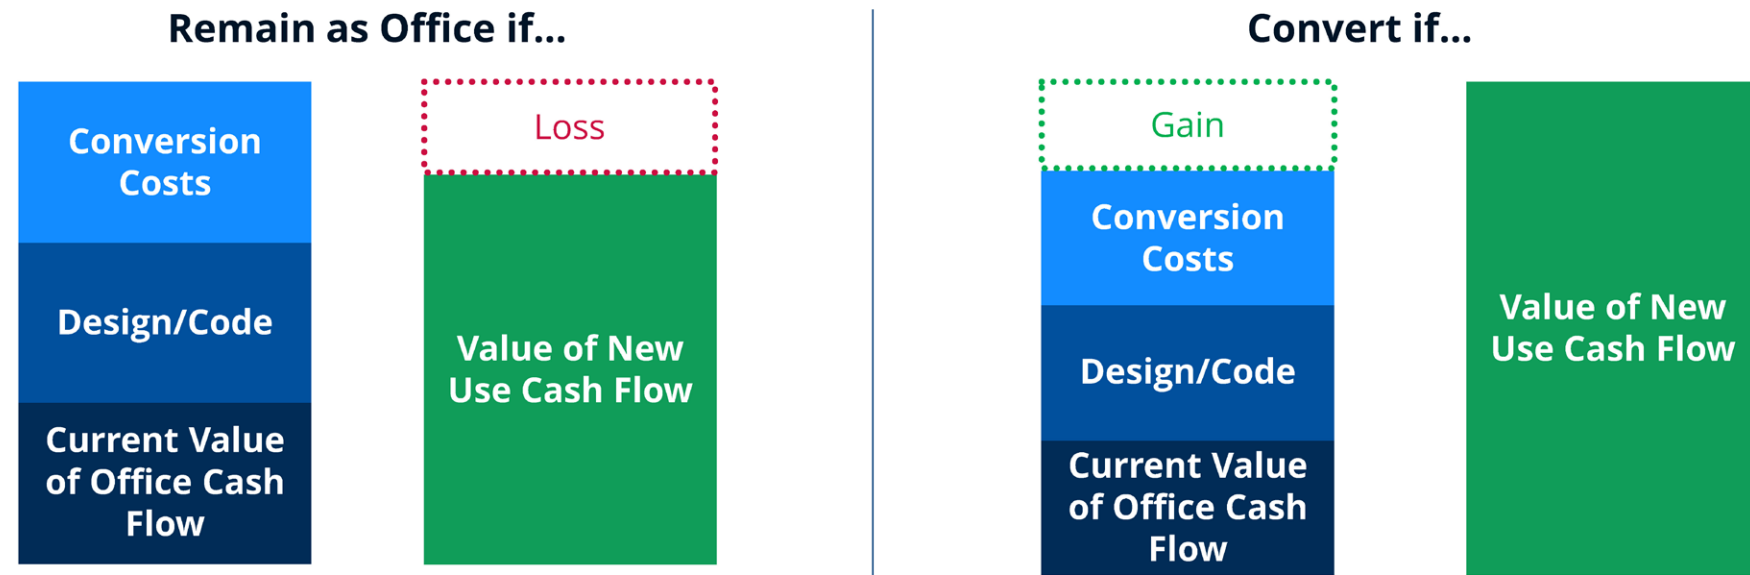 Remain as Office if...
Conversion
Costs
Design/Code
Current Value
of Office Cash
Flow
Loss
Value of New
Use Cash Flow
Convert if...
Gain
Conversion
Costs
Design/Code
Current Value
of Office Cash
Flow
Value of New
Use Cash Flow